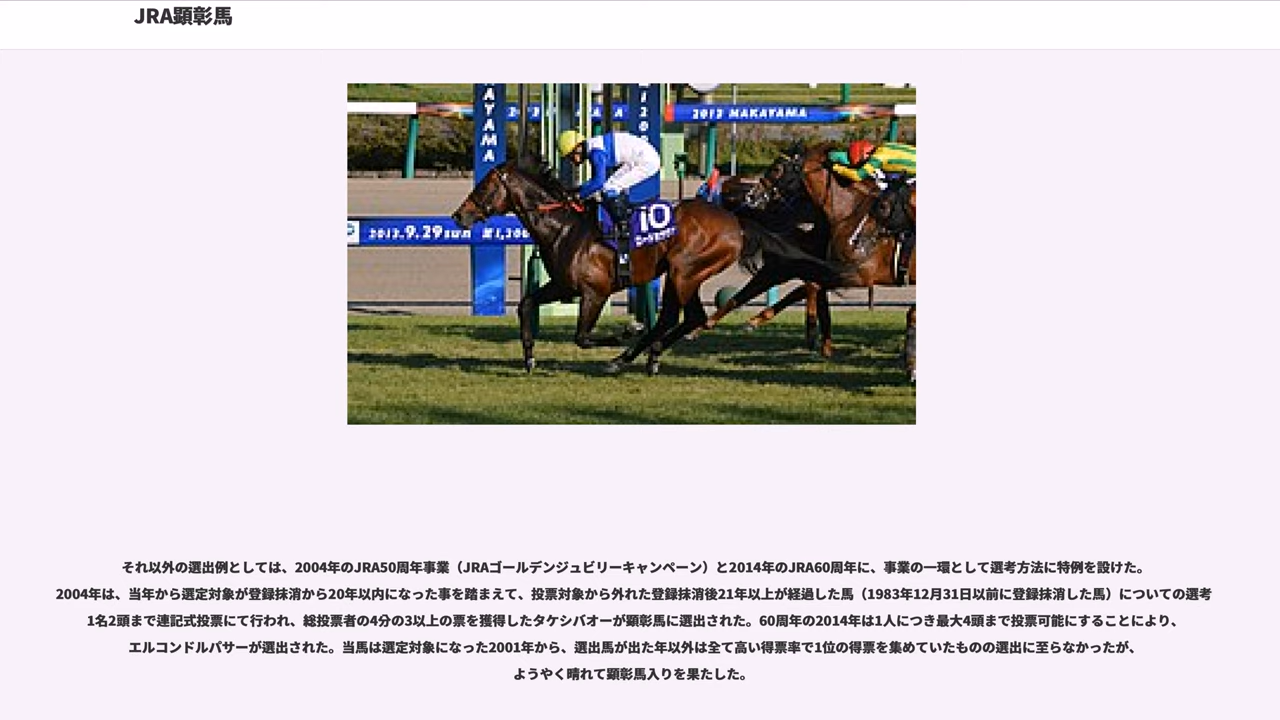 JRA顕彰馬
AYAMA
2013 NAKAYAMA
2013.9.29sun 第1,200
10
それ以外の選出例としては、2004年のJRA50周年事業（JRAゴールデンジュビリーキャンペーン）と2014年のJRA60周年に、事業の一環として選考方法に特例を設けた。
2004年は、当年から選定対象が登録抹消から20年以内になった事を踏まえて、投票対象から外れた登録抹消後21年以上が経過した馬（1983年12月31日以前に登録抹消した馬）についての選考
1名2頭まで連記式投票にて行われ、総投票者の4分の3以上の票を獲得したタケシバオーが顕彰馬に選出された。60周年の2014年は1人につき最大4頭まで投票可能にすることにより、
エルコンドルパサーが選出された。当馬は選定対象になった2001年から、選出馬が出た年以外は全て高い得票率で1位の得票を集めていたものの選出に至らなかったが、
ようやく晴れて顕彰馬入りを果たした。